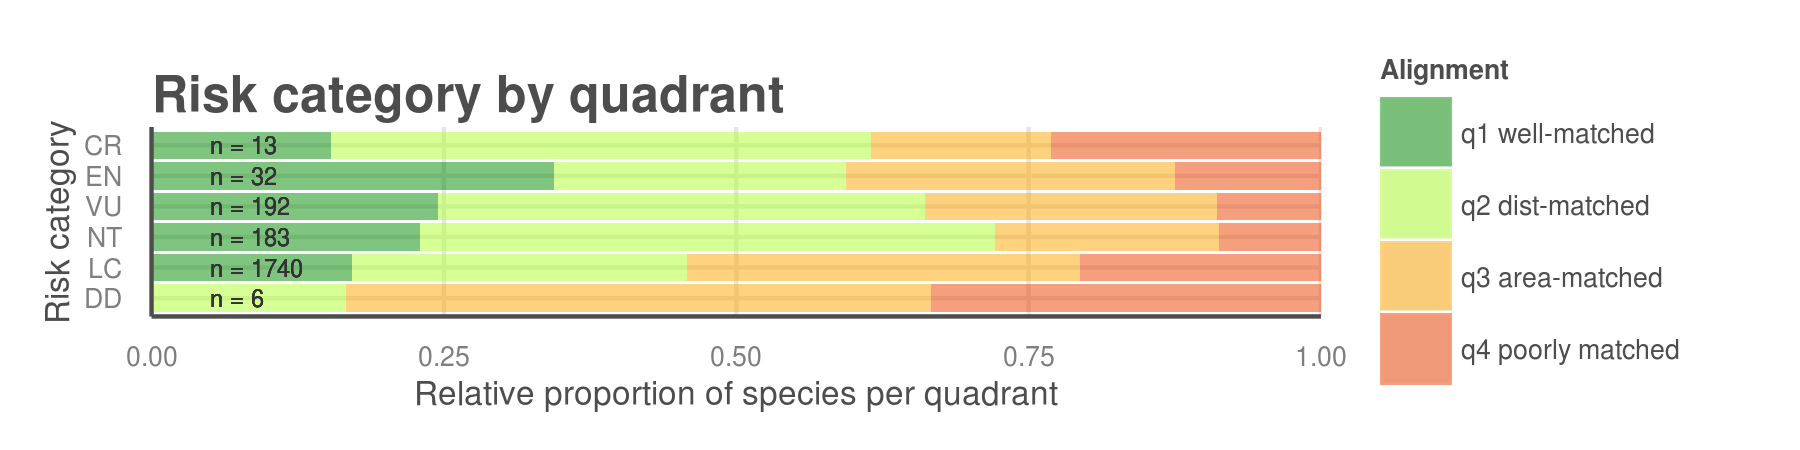 Risk category by quadrant
Risk category
CR n = 13
EN n = 32
VU n = 192
NT n = 183
LC n = 1740
DD n = 6
0.00 0.25 0.50 0.75 1.00
Relative proportion of species per quadrant
Alignment
q1 well-matched
q2 dist-matched
q3 area-matched
q4 poorly matched